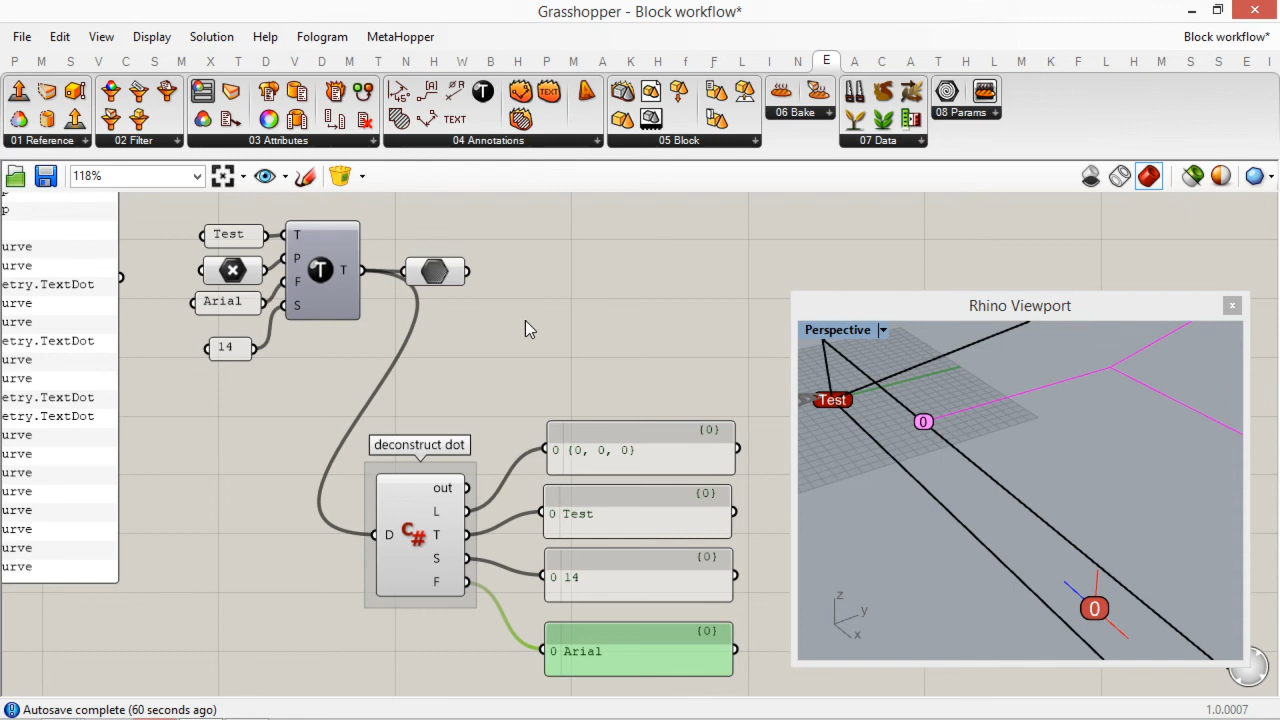 Grasshopper - Block workflow*
File Edit View Display Solution Help Fologram MetaHopper Block workflow*
P M S V S M X T D V D M T N H W B M D H P F A K S A F L I N E A C A R L K M E P C T M P S T H S E I
01 Reference 02 Filter 03 Attributes 04 Annotations 05 Block 06 Bake 07 Data 08 Params
118%
p
p
urve
urve
etry.TextDot
urve
urve
etry.TextDot
urve
urve
etry.TextDot
etry.TextDot
urve
urve
urve
urve
urve
urve
urve
urve
Test
Arial
14
T
P
F
S
T
T
deconstruct dot
D
C#
out
L
T
S
F
{0}
0 {0, 0, 0}
{0}
0 Test
{0}
0 14
{0}
0 Arial
Rhino Viewport
Perspective
Test
0
0
z
y
x
Autosave complete (60 seconds ago)
1.0.0007